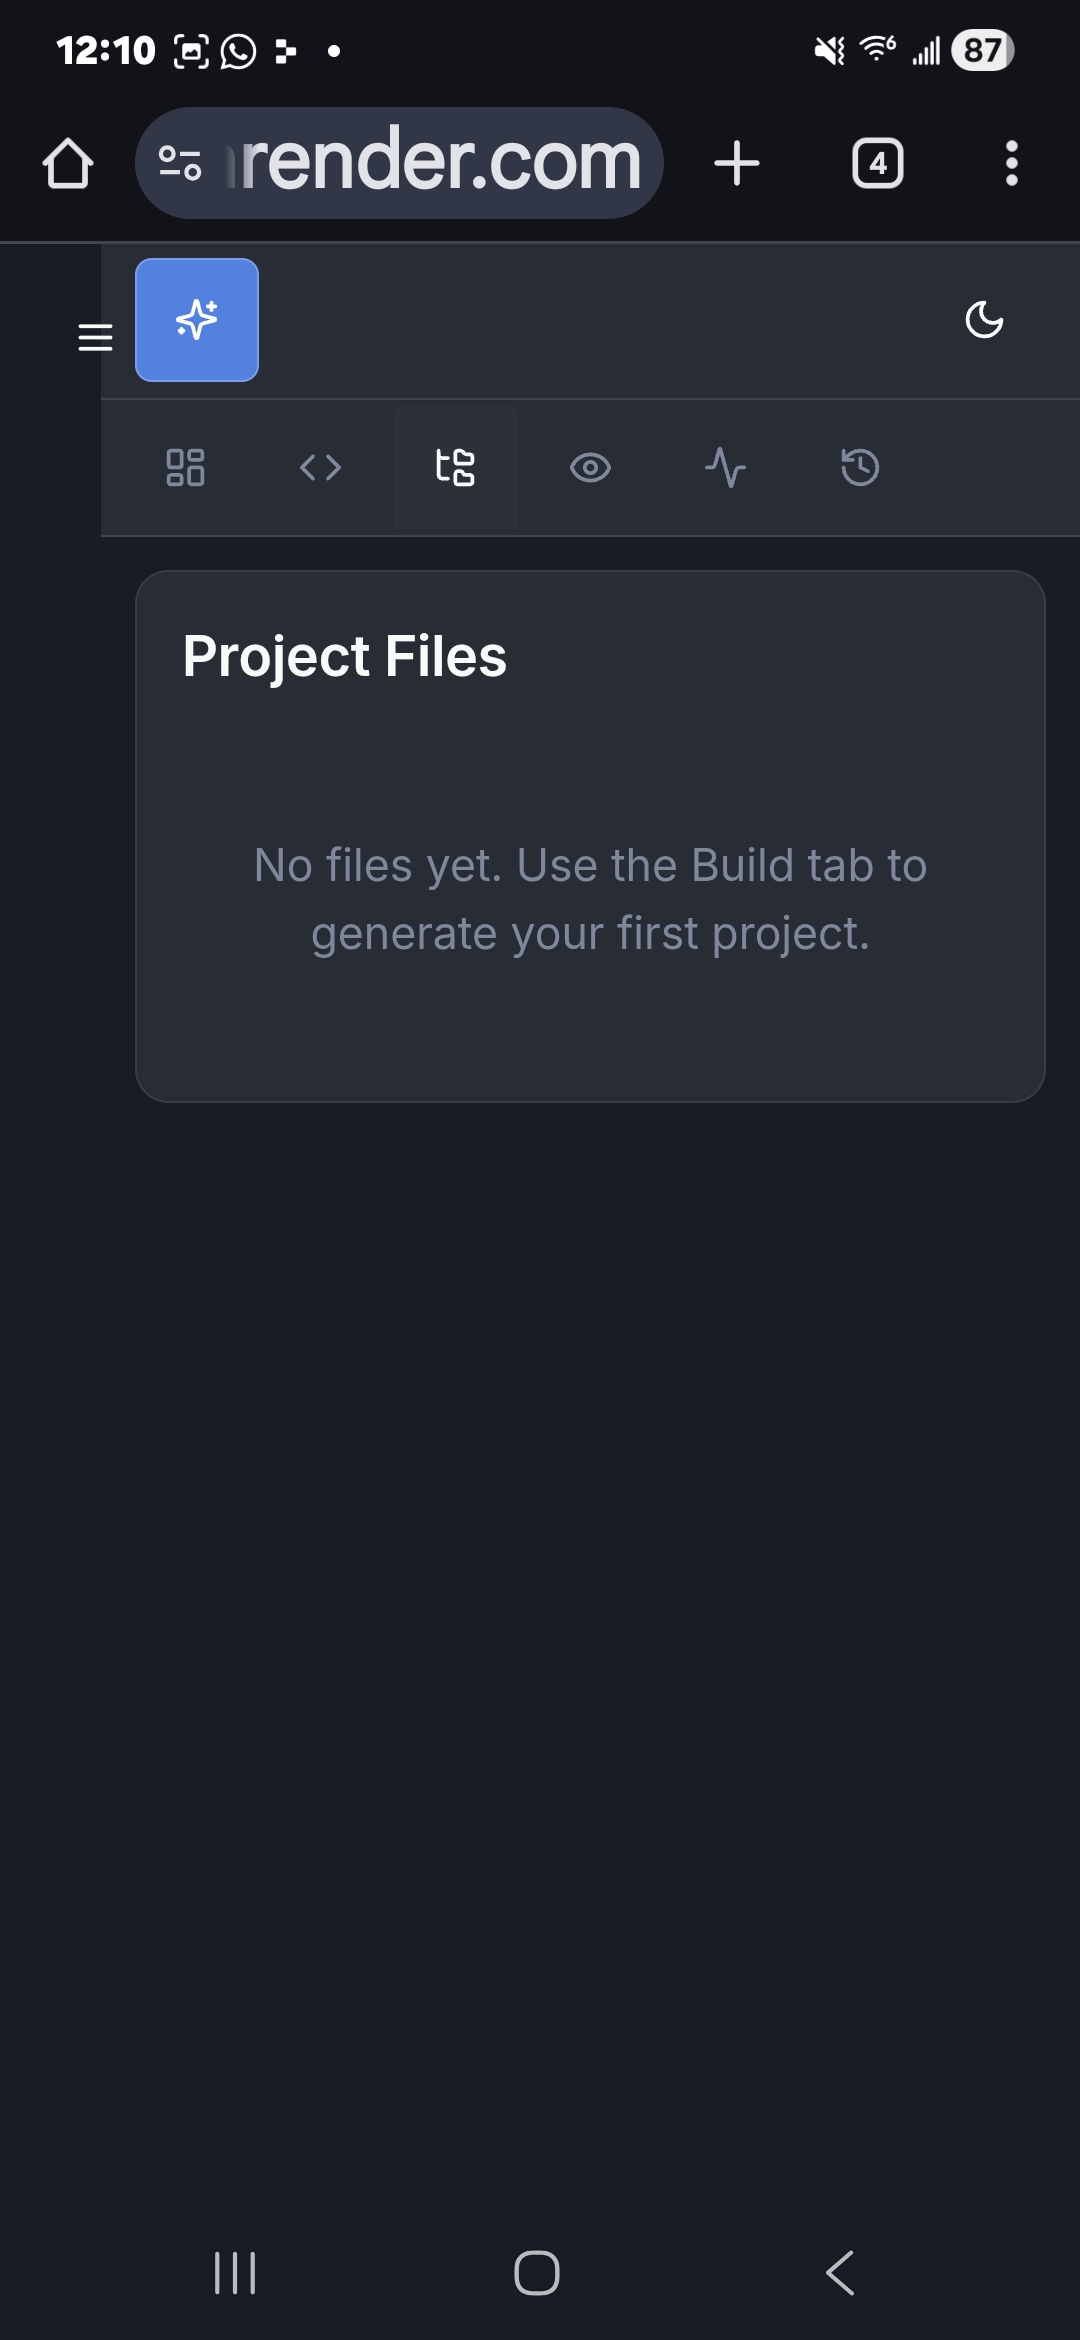 12:10
87
render.com
4
Project Files
No files yet. Use the Build tab to
generate your first project.